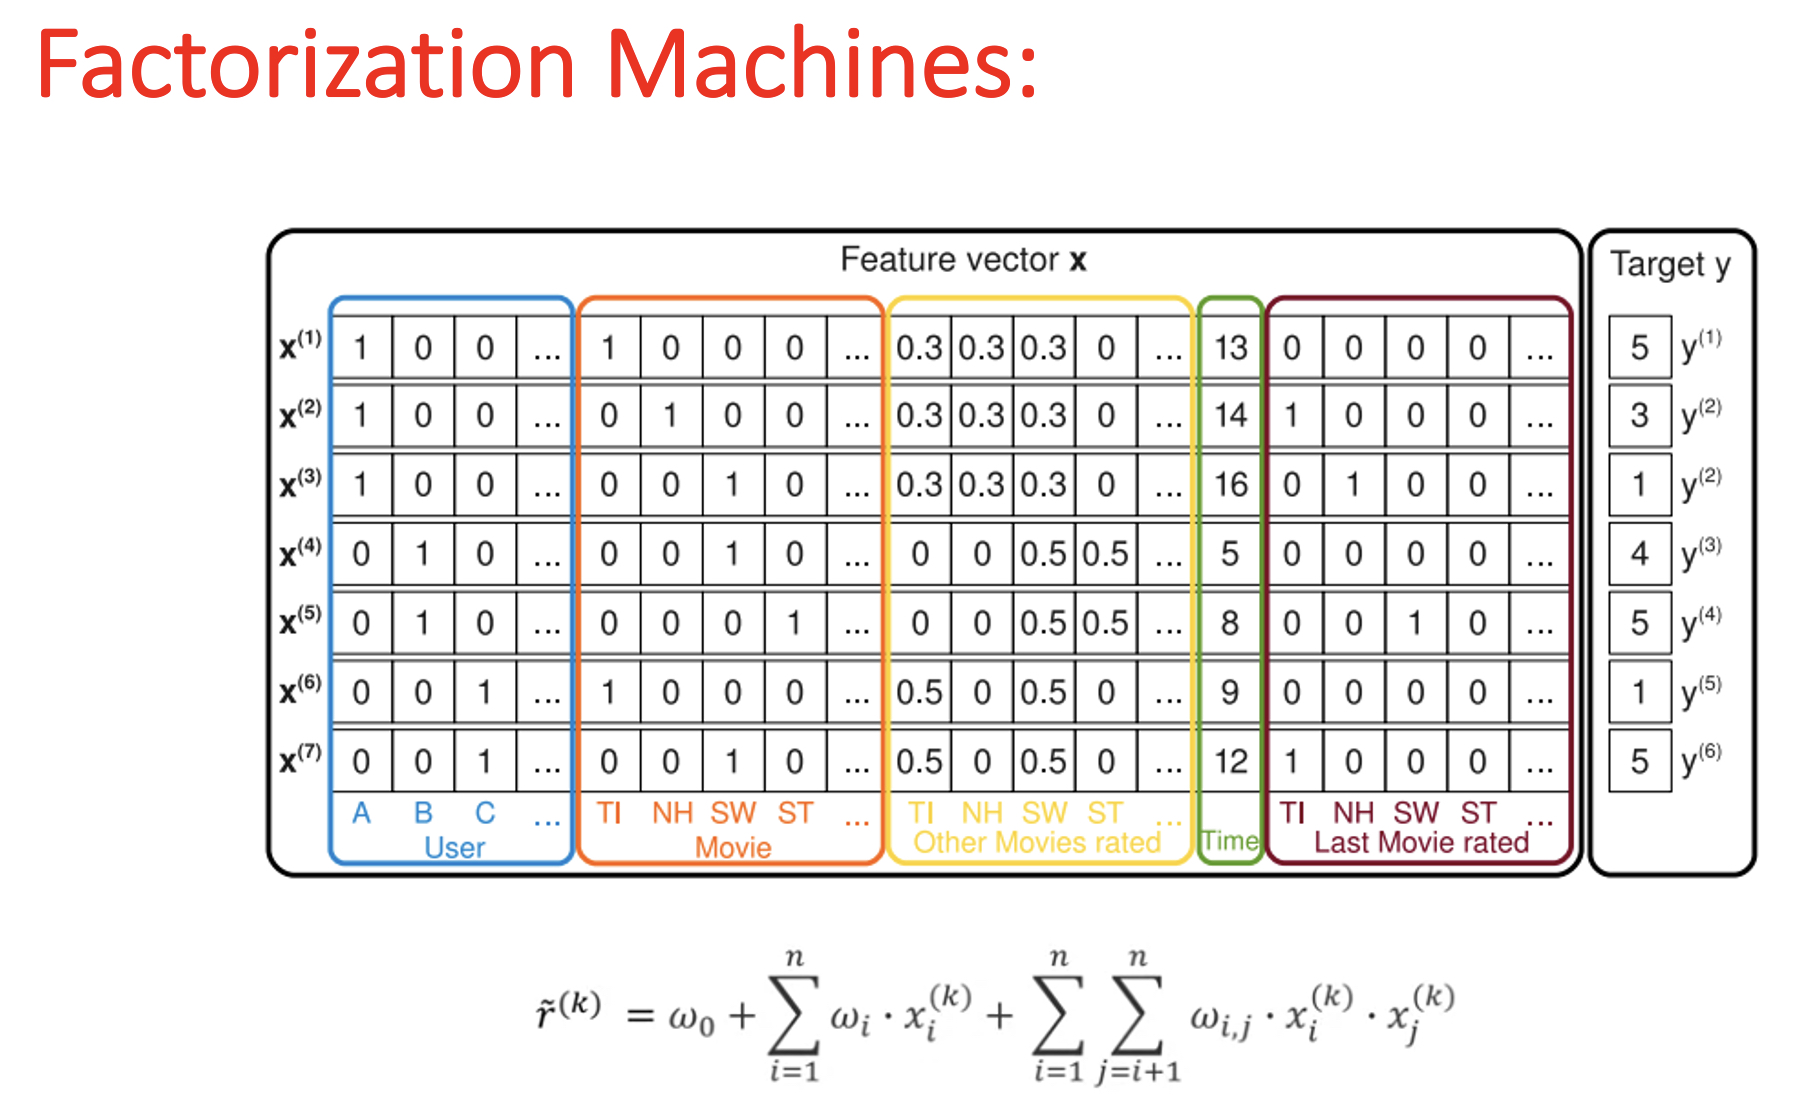 Factorization Machines:
Feature vector x
Target y
x(1) 1 0 0 ... 1 0 0 0 ... 0.3 0.3 0.3 0 ... 13 0 0 0 0 ... 5 y(1)
x(2) 1 0 0 ... 0 1 0 0 ... 0.3 0.3 0.3 0 ... 14 1 0 0 0 ... 3 y(2)
x(3) 1 0 0 ... 0 0 1 0 ... 0.3 0.3 0.3 0 ... 16 0 1 0 0 ... 1 y(2)
x(4) 0 1 0 ... 0 0 1 0 ... 0 0 0.5 0.5 ... 5 0 0 0 0 ... 4 y(3)
x(5) 0 1 0 ... 0 0 0 1 ... 0 0 0.5 0.5 ... 8 0 0 1 0 ... 5 y(4)
x(6) 0 0 1 ... 1 0 0 0 ... 0.5 0 0.5 0 ... 9 0 0 0 0 ... 1 y(5)
x(7) 0 0 1 ... 0 0 1 0 ... 0.5 0 0.5 0 ... 12 1 0 0 0 ... 5 y(6)
A B C ... TI NH SW ST ... TI NH SW ST ... TI NH SW ST ...
User Movie Other Movies rated Time Last Movie rated
r̃^(k) = ω_0 + ∑_{i=1}^{n} ω_i · x_i^(k) + ∑_{i=1}^{n} ∑_{j=i+1}^{n} ω_{i,j} · x_i^(k) · x_j^(k)